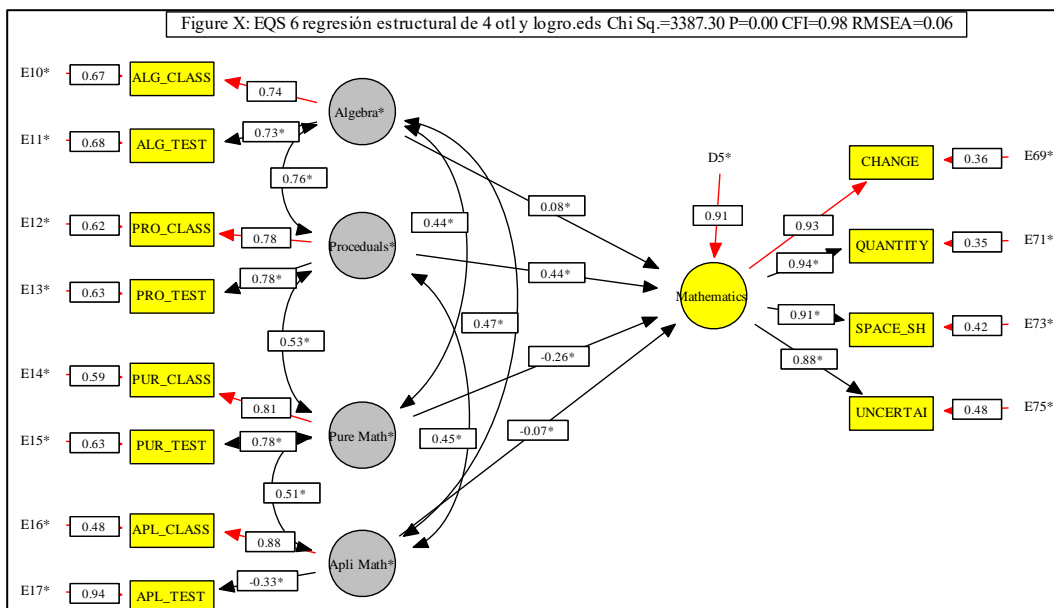 Figure X: EQS 6 regresión estructural de 4 otl y logro.eds Chi Sq.=3387.30 P=0.00 CFI=0.98 RMSEA=0.06
E10*
0.67
ALG_CLASS
0.74
Algebra*
E11*
0.68
ALG_TEST
0.73*
0.76*
E12*
0.62
PRO_CLASS
0.78
Proceduals*
E13*
0.63
PRO_TEST
0.78*
0.53*
E14*
0.59
PUR_CLASS
0.81
Pure Math*
E15*
0.63
PUR_TEST
0.78*
0.51*
E16*
0.48
APL_CLASS
0.88
Apli Math*
E17*
0.94
APL_TEST
-0.33*
0.44*
0.47*
0.45*
0.08*
0.44*
-0.26*
-0.07*
D5*
0.91
Mathematics
0.93
CHANGE
0.36
E69*
0.94*
QUANTITY
0.35
E71*
0.91*
SPACE_SH
0.42
E73*
0.88*
UNCERTAI
0.48
E75*